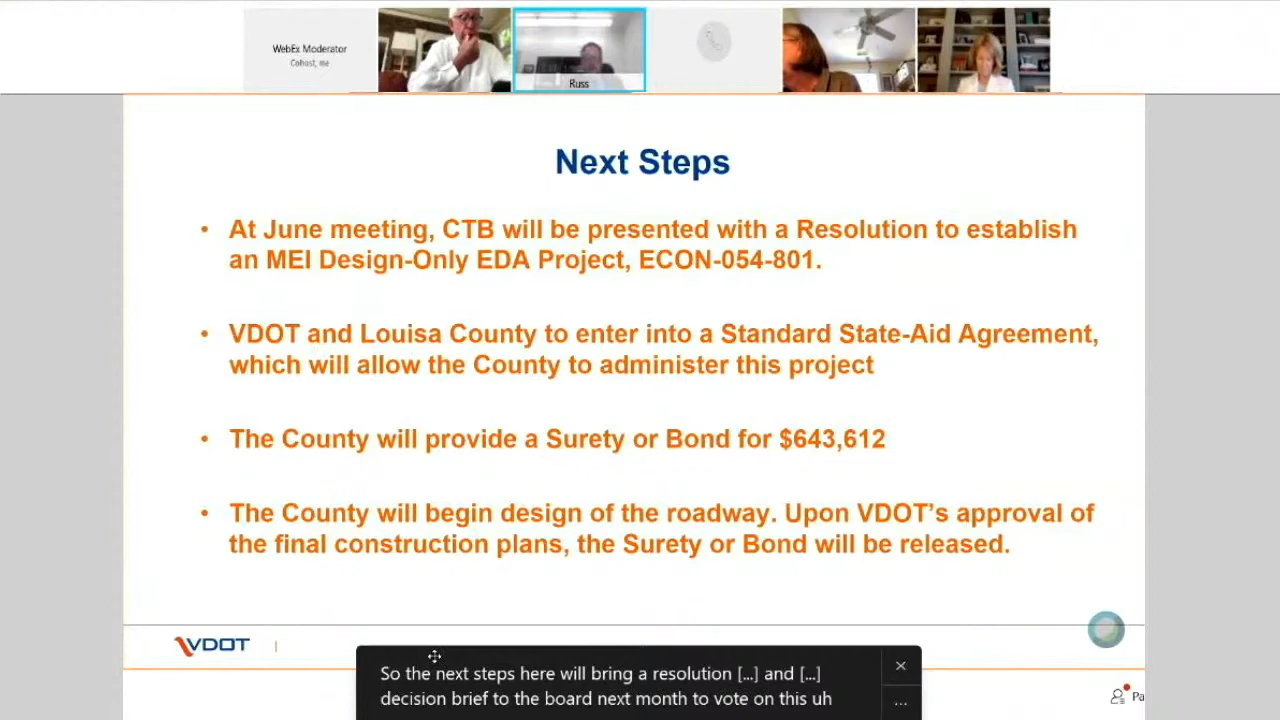 WebEx Moderator
Cohost, me
Russ
Next Steps
• At June meeting, CTB will be presented with a Resolution to establish
an MEI Design-Only EDA Project, ECON-054-801.
• VDOT and Louisa County to enter into a Standard State-Aid Agreement,
which will allow the County to administer this project
• The County will provide a Surety or Bond for $643,612
• The County will begin design of the roadway. Upon VDOT’s approval of
the final construction plans, the Surety or Bond will be released.
VDOT
So the next steps here will bring a resolution [...] and [...]
decision brief to the board next month to vote on this uh
Pa